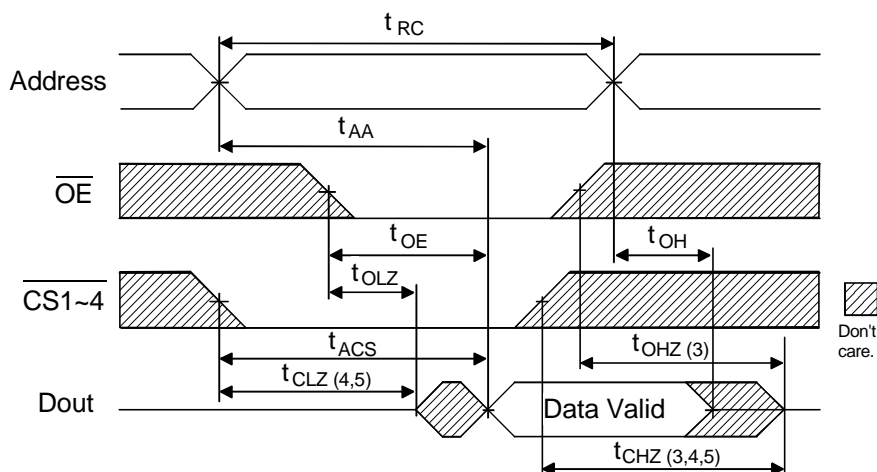 t RC
Address
t AA
OE
t OE
t OH
t OLZ
CS1~4
Don't
care.
t ACS
t OHZ (3)
t CLZ (4,5)
Dout
Data Valid
t CHZ (3,4,5)